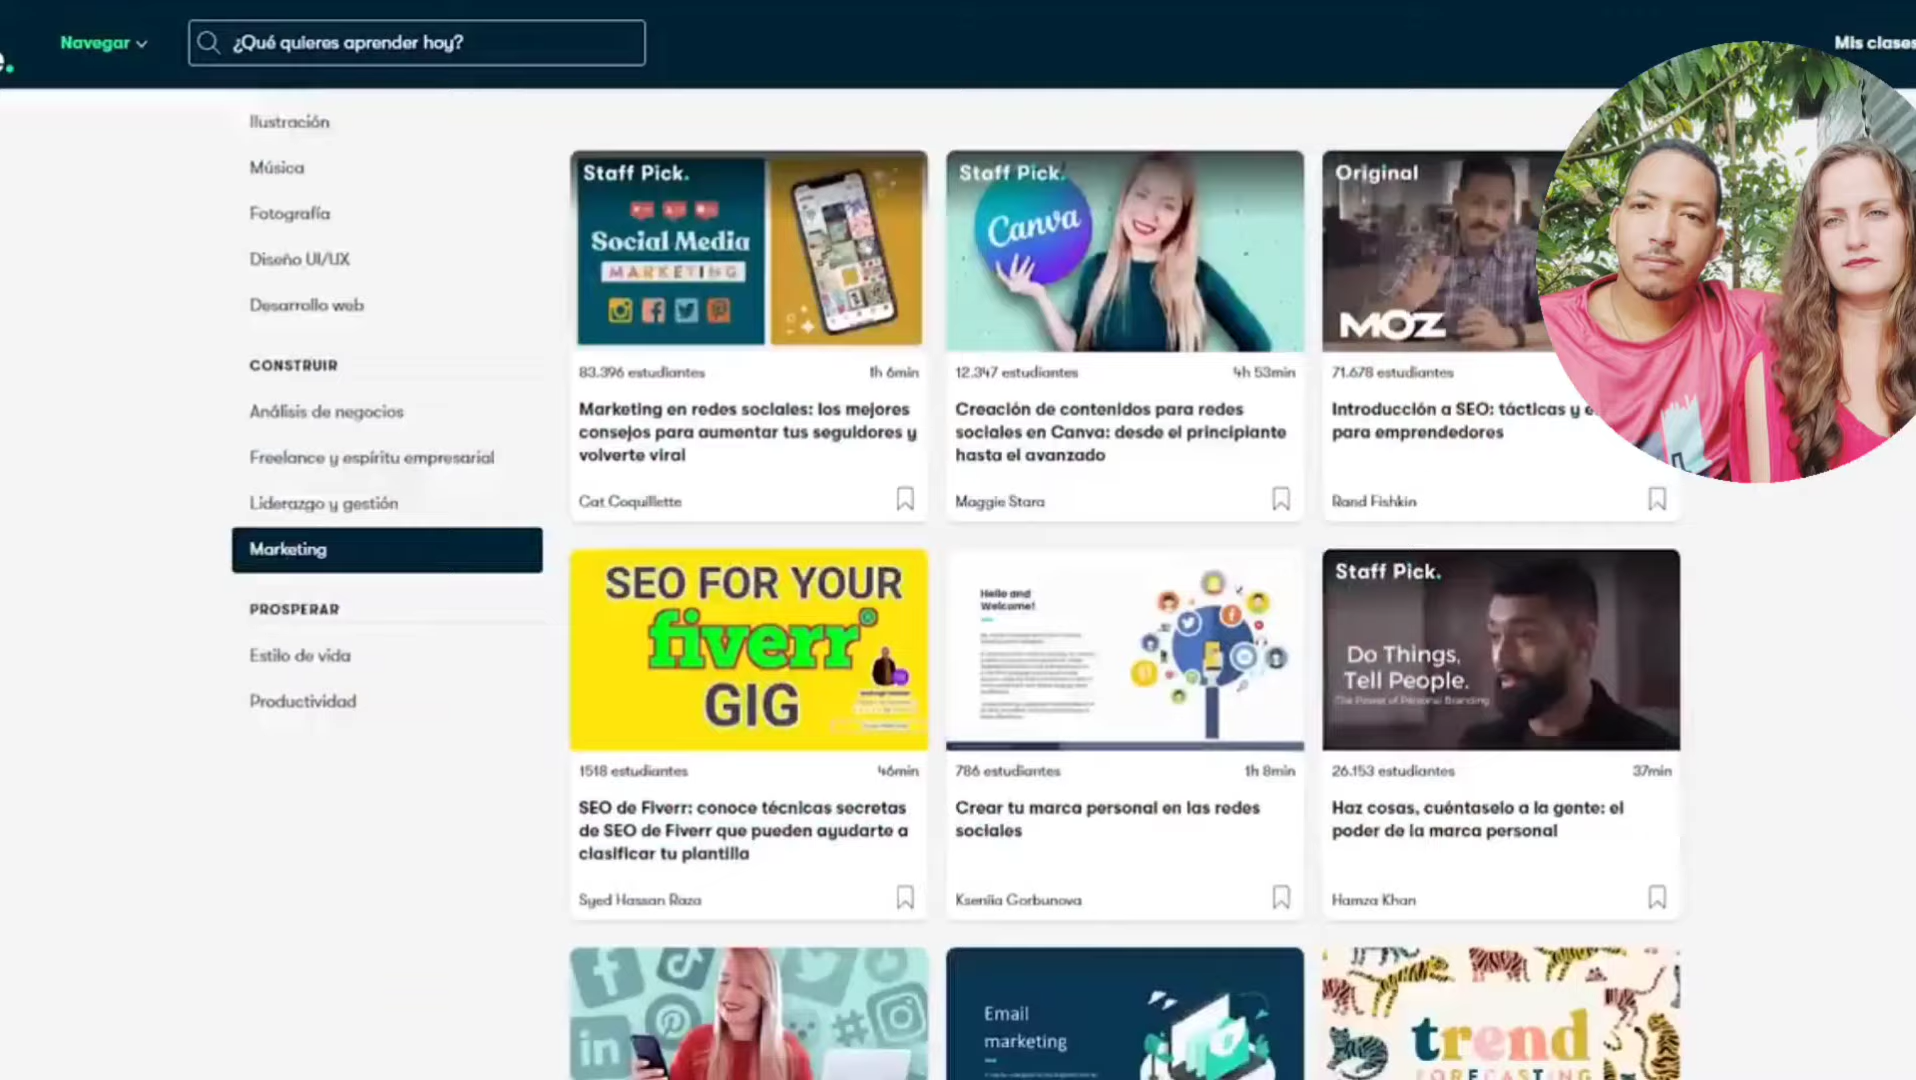 e.
Navegar
¿Qué quieres aprender hoy?
Mis clases
Ilustración
Música
Fotografía
Diseño UI/UX
Desarrollo web
CONSTRUIR
Análisis de negocios
Freelance y espíritu empresarial
Liderazgo y gestión
Marketing
PROSPERAR
Estilo de vida
Productividad
Staff Pick.
Social Media
MARKETING
83.396 estudiantes
1h 6min
Marketing en redes sociales: los mejores
consejos para aumentar tus seguidores y
volverte viral
Cat Coquillette
Staff Pick.
Canva
12.347 estudiantes
4h 53min
Creación de contenidos para redes
sociales en Canva: desde el principiante
hasta el avanzado
Maggie Stara
Original
MOZ
71.678 estudiantes
Introducción a SEO: tácticas y e
para emprendedores
Rand Fishkin
SEO FOR YOUR
fiverr®
GIG
1518 estudiantes
46min
SEO de Fiverr: conoce técnicas secretas
de SEO de Fiverr que pueden ayudarte a
clasificar tu plantilla
Syed Hassan Raza
Hello and
Welcome!
786 estudiantes
1h 8min
Crear tu marca personal en las redes
sociales
Kseniia Gorbunova
Staff Pick.
Do Things,
Tell People.
The Power of Personal Branding
26.153 estudiantes
37min
Haz cosas, cuéntaselo a la gente: el
poder de la marca personal
Hamza Khan
in
Email
marketing
trend
FORECASTING